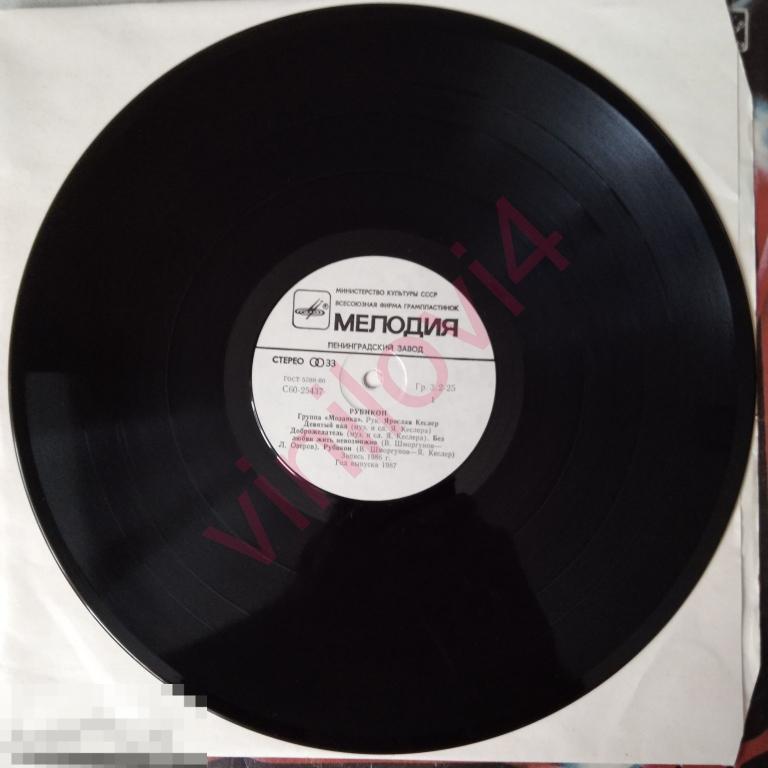 МИНИСТЕРСТВО КУЛЬТУРЫ СССР
ВСЕСОЮЗНАЯ ФИРМА ГРАМПЛАСТИНОК
МЕЛОДИЯ
ЛЕНИНГРАДСКИЙ ЗАВОД
СТЕРЕО 33
ГОСТ 5289-80
С60-25437
Гр. 3. 2-25
1
РУБИКОН
Группа «Мозаика». Рук. Ярослав Кеслер
Девятый вал (муз. и сл. Я. Кеслера)
Доброжелатель (муз. и сл. Я. Кеслера). Без
любви жить невозможно (В. Шморгунов—
Л. Озеров). Рубикон (В. Шморгунов—Я. Кеслер)
Запись 1986 г.
Год выпуска 1987
vinilovi4